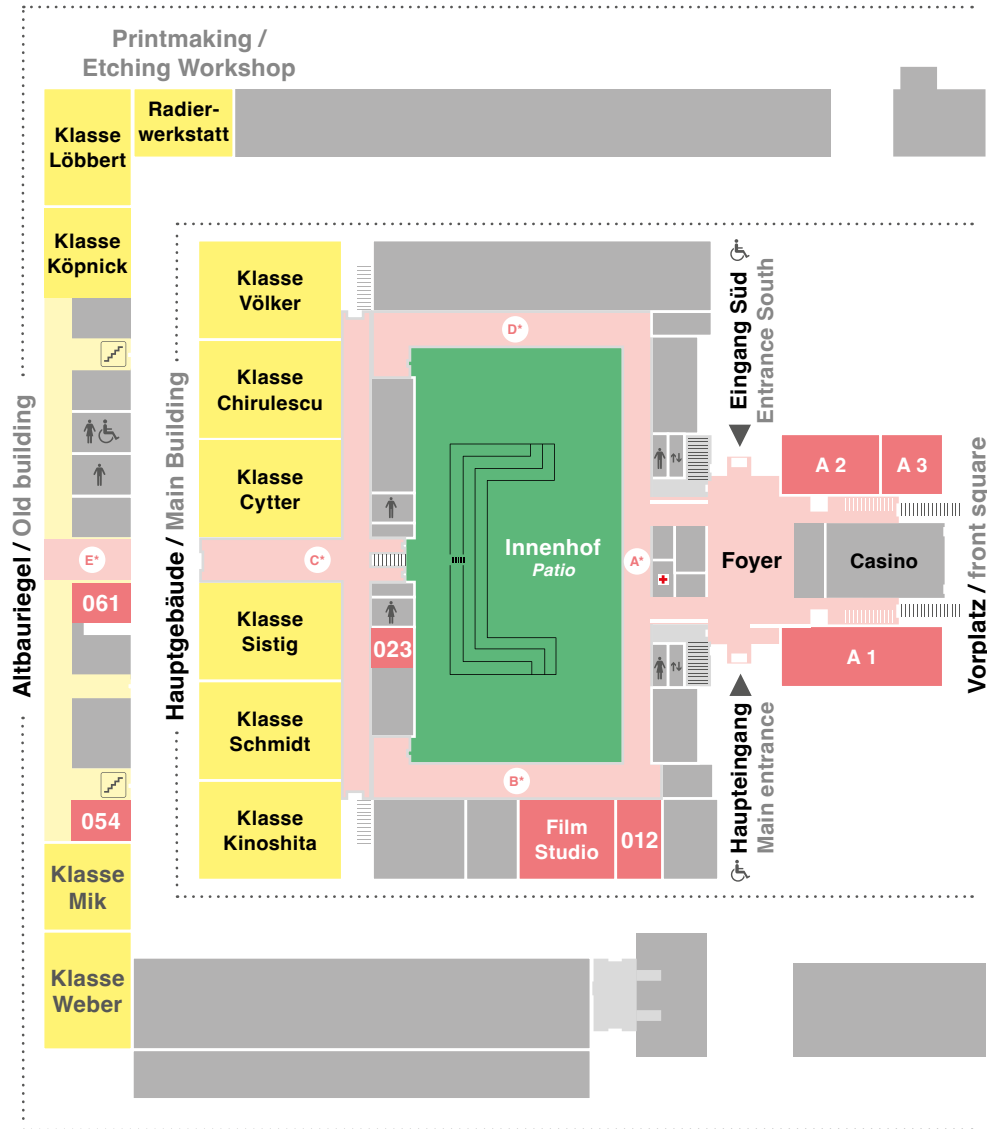 Printmaking /
Etching Workshop
Klasse
Löbbert
Radier-
werkstatt
Klasse
Köpnick
Klasse
Völker
Klasse
Chirulescu
Klasse
Cytter
Klasse
Sistig
Klasse
Schmidt
Klasse
Kinoshita
D*
C*
E*
A*
B*
061
054
023
012
Klasse
Mik
Klasse
Weber
Film
Studio
Innenhof
Patio
Foyer
Casino
A 2
A 3
A 1
Eingang Süd
Entrance South
Haupteingang
Main entrance
Altbauriegel / Old building
Hauptgebäude / Main Building
Vorplatz / front square